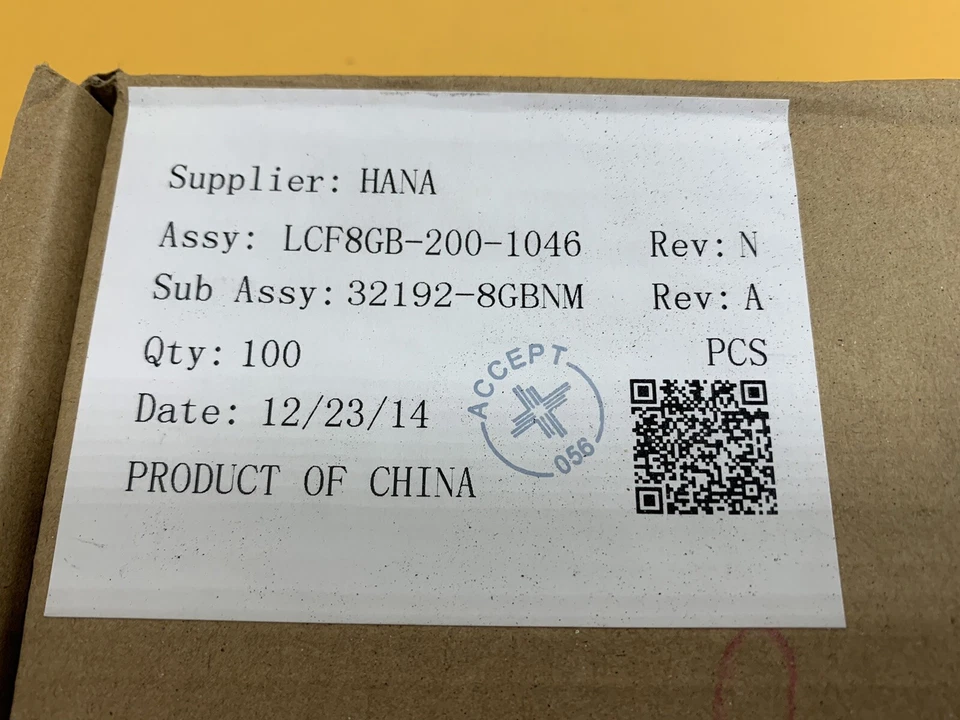 Supplier: HANA
Assy: LCF8GB-200-1046 Rev: N
Sub Assy: 32192-8GBNM Rev: A
Qty: 100 PCS
Date: 12/23/14
PRODUCT OF CHINA
ACCEPT
056